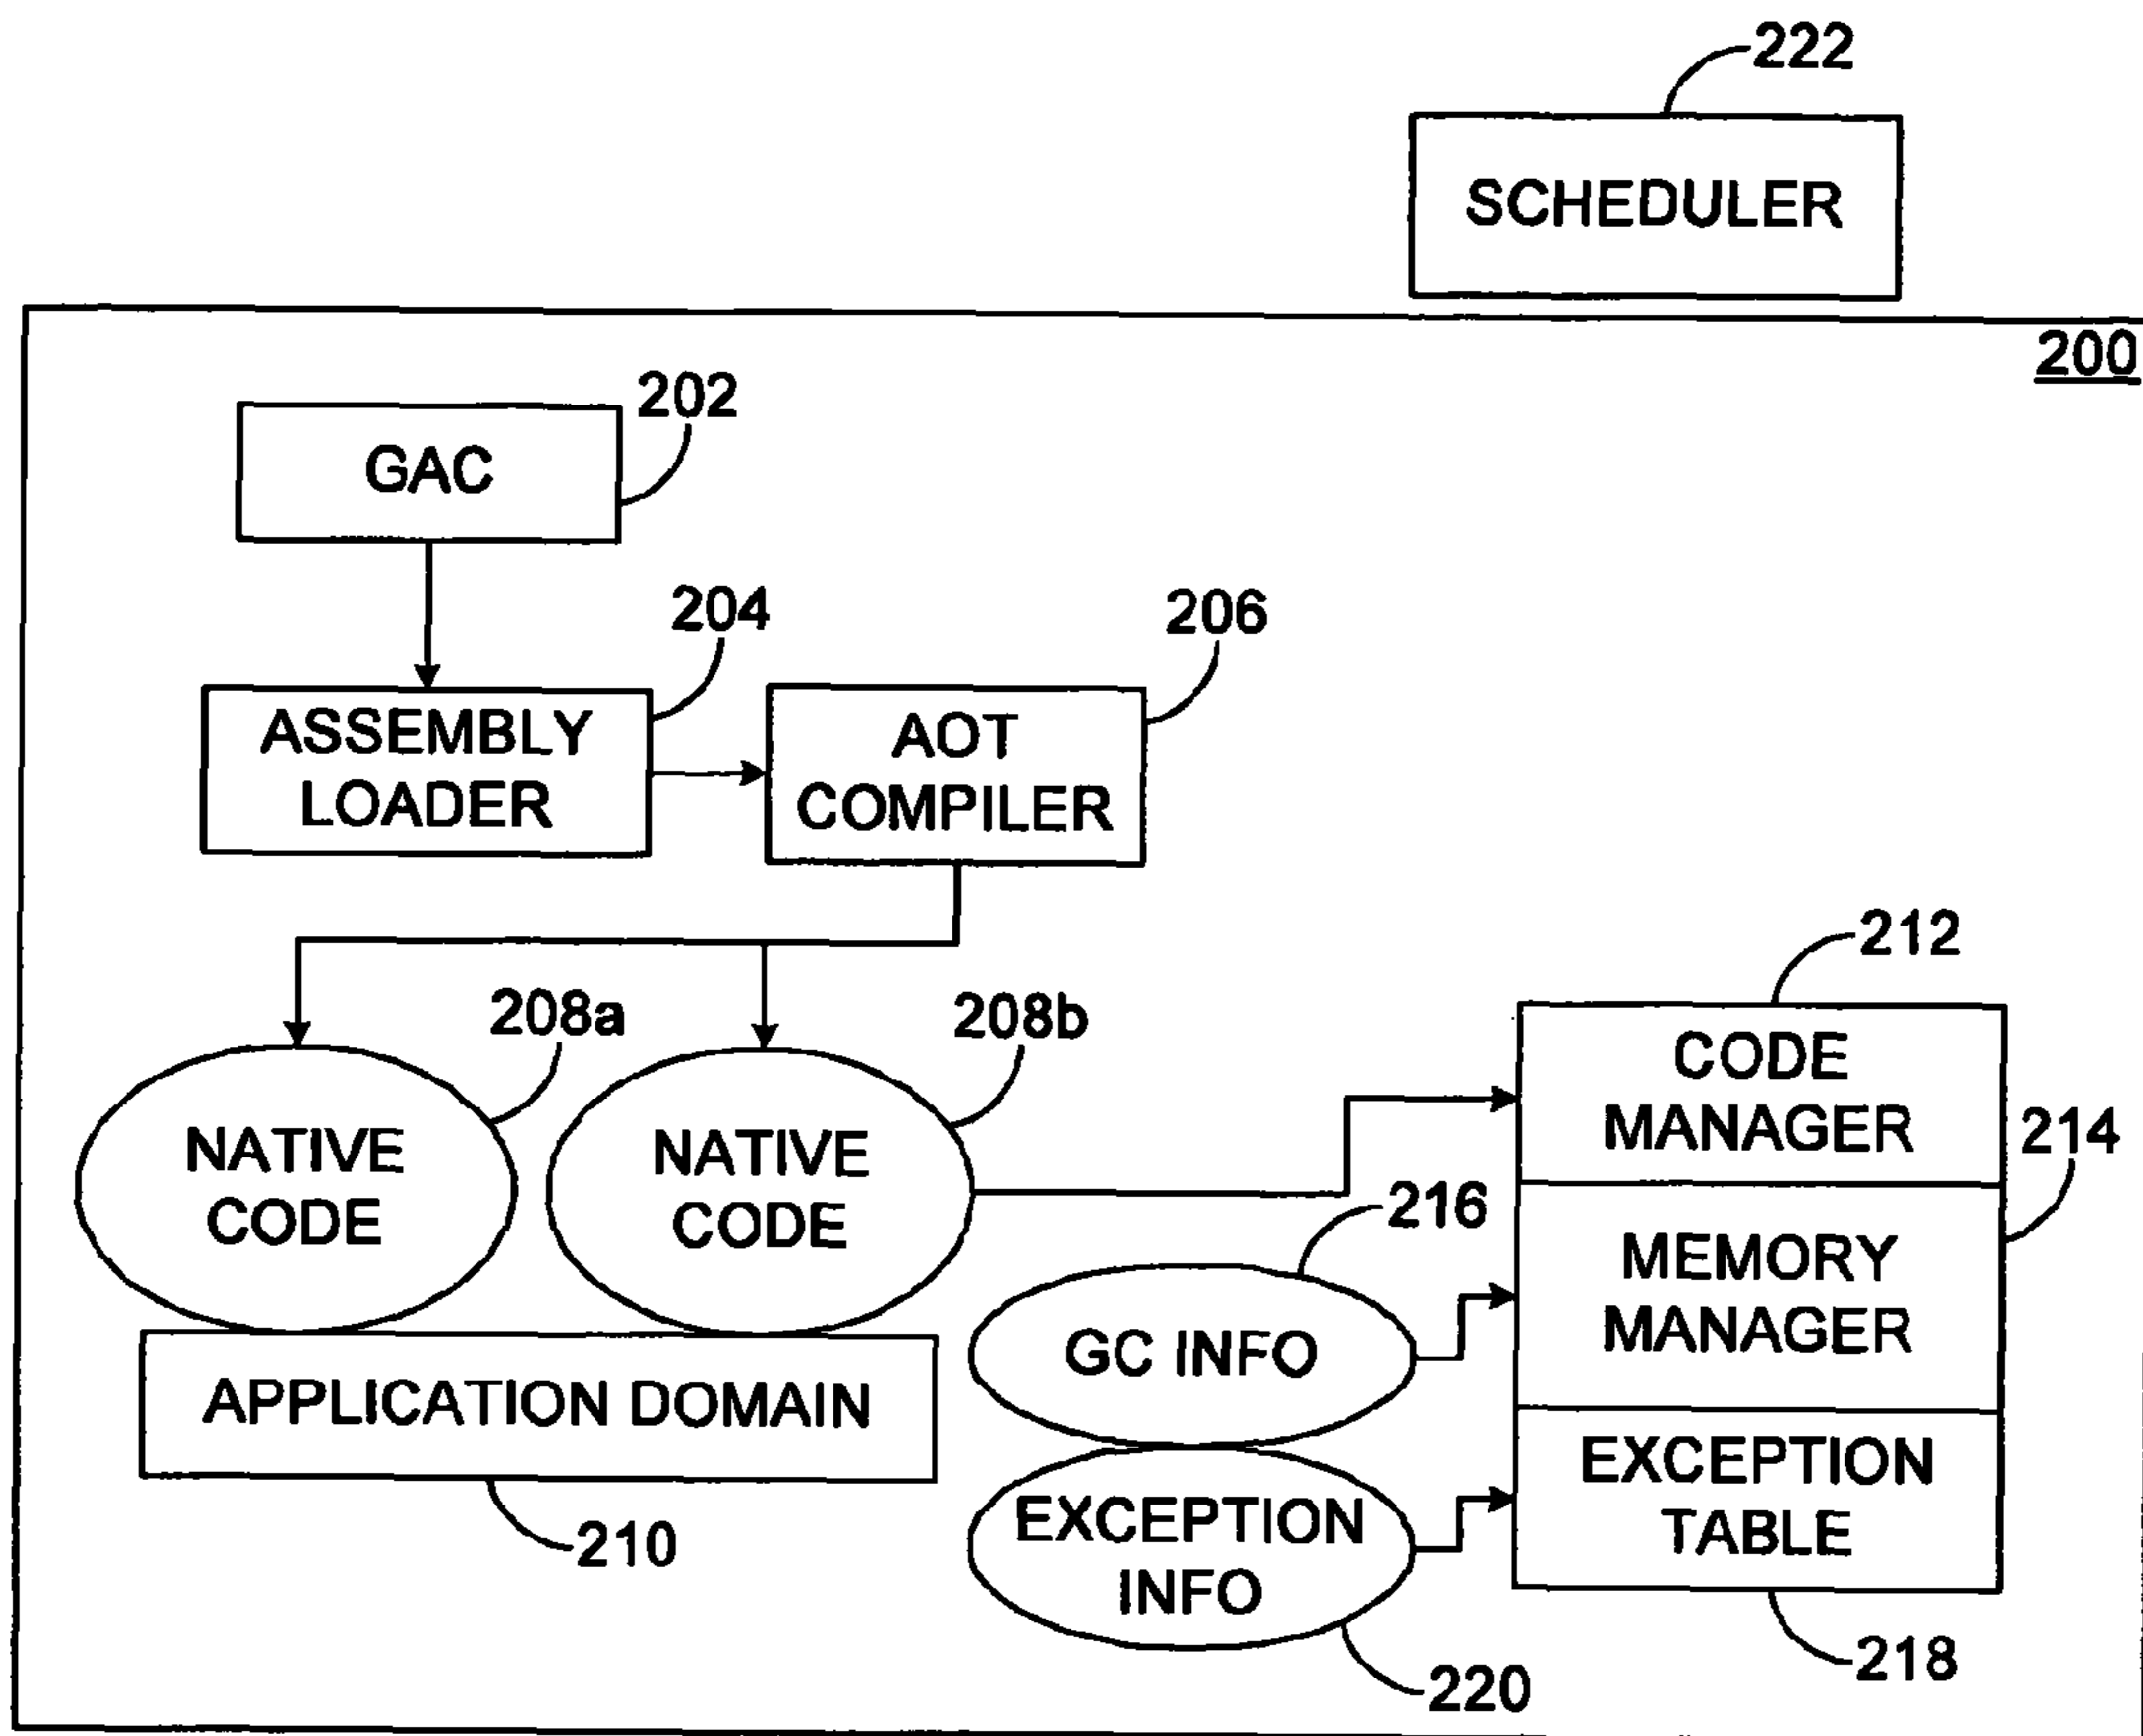 222
SCHEDULER
200
202
GAC
204
206
ASSEMBLY
LOADER
AOT
COMPILER
212
208a
208b
CODE
MANAGER
214
NATIVE
CODE
NATIVE
CODE
216
MEMORY
MANAGER
GC INFO
APPLICATION DOMAIN
EXCEPTION
TABLE
EXCEPTION
INFO
210
218
220